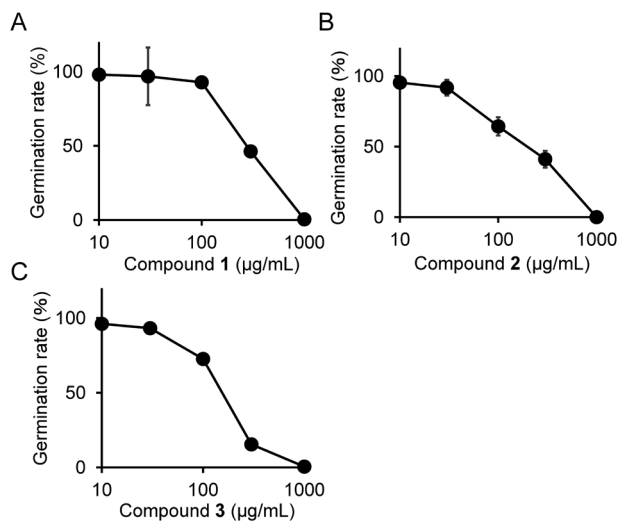 A
Germination rate (%)
100
50
0
10 100 1000
Compound 1 (µg/mL)
B
Germination rate (%)
100
50
0
10 100 1000
Compound 2 (µg/mL)
C
Germination rate (%)
100
50
0
10 100 1000
Compound 3 (µg/mL)